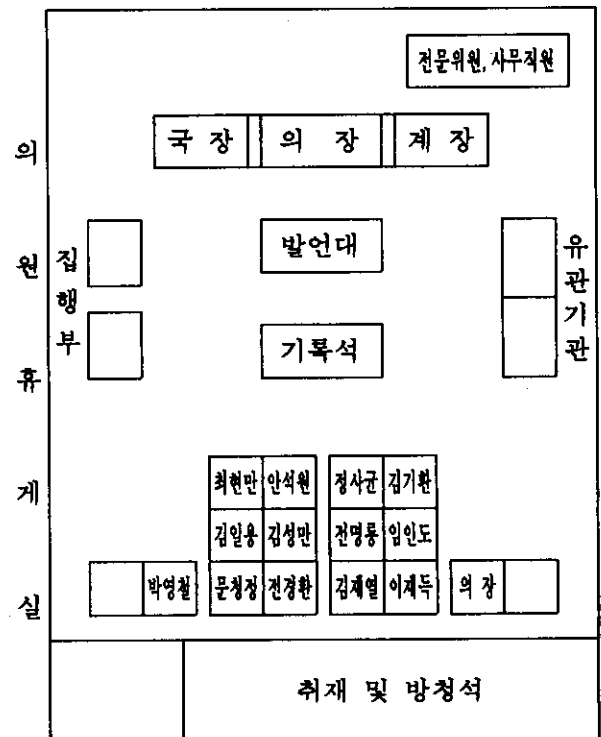 전문위원, 사무직원
국 장 의 장 계 장
의원휴게실
발언대
집행부
유관기관
기록석
최현만 안석원 정사균 김기환
김일용 김성만 전명룡 임인도
박영철 문청정 전경환 김재열 이재득 의 장
취재 및 방청석